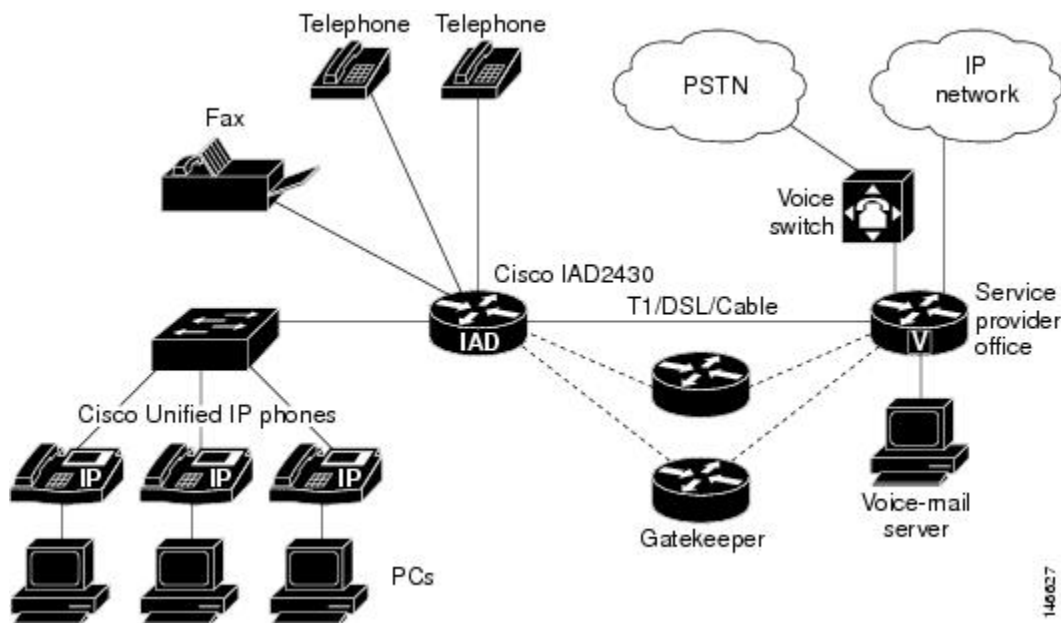 Telephone
Telephone
PSTN
IP
network
Fax
Voice
switch
Cisco IAD2430
T1/DSL/Cable
IAD
V
Service
provider
office
Cisco Unified IP phones
IP
IP
IP
Gatekeeper
Voice-mail
server
PCs
146627